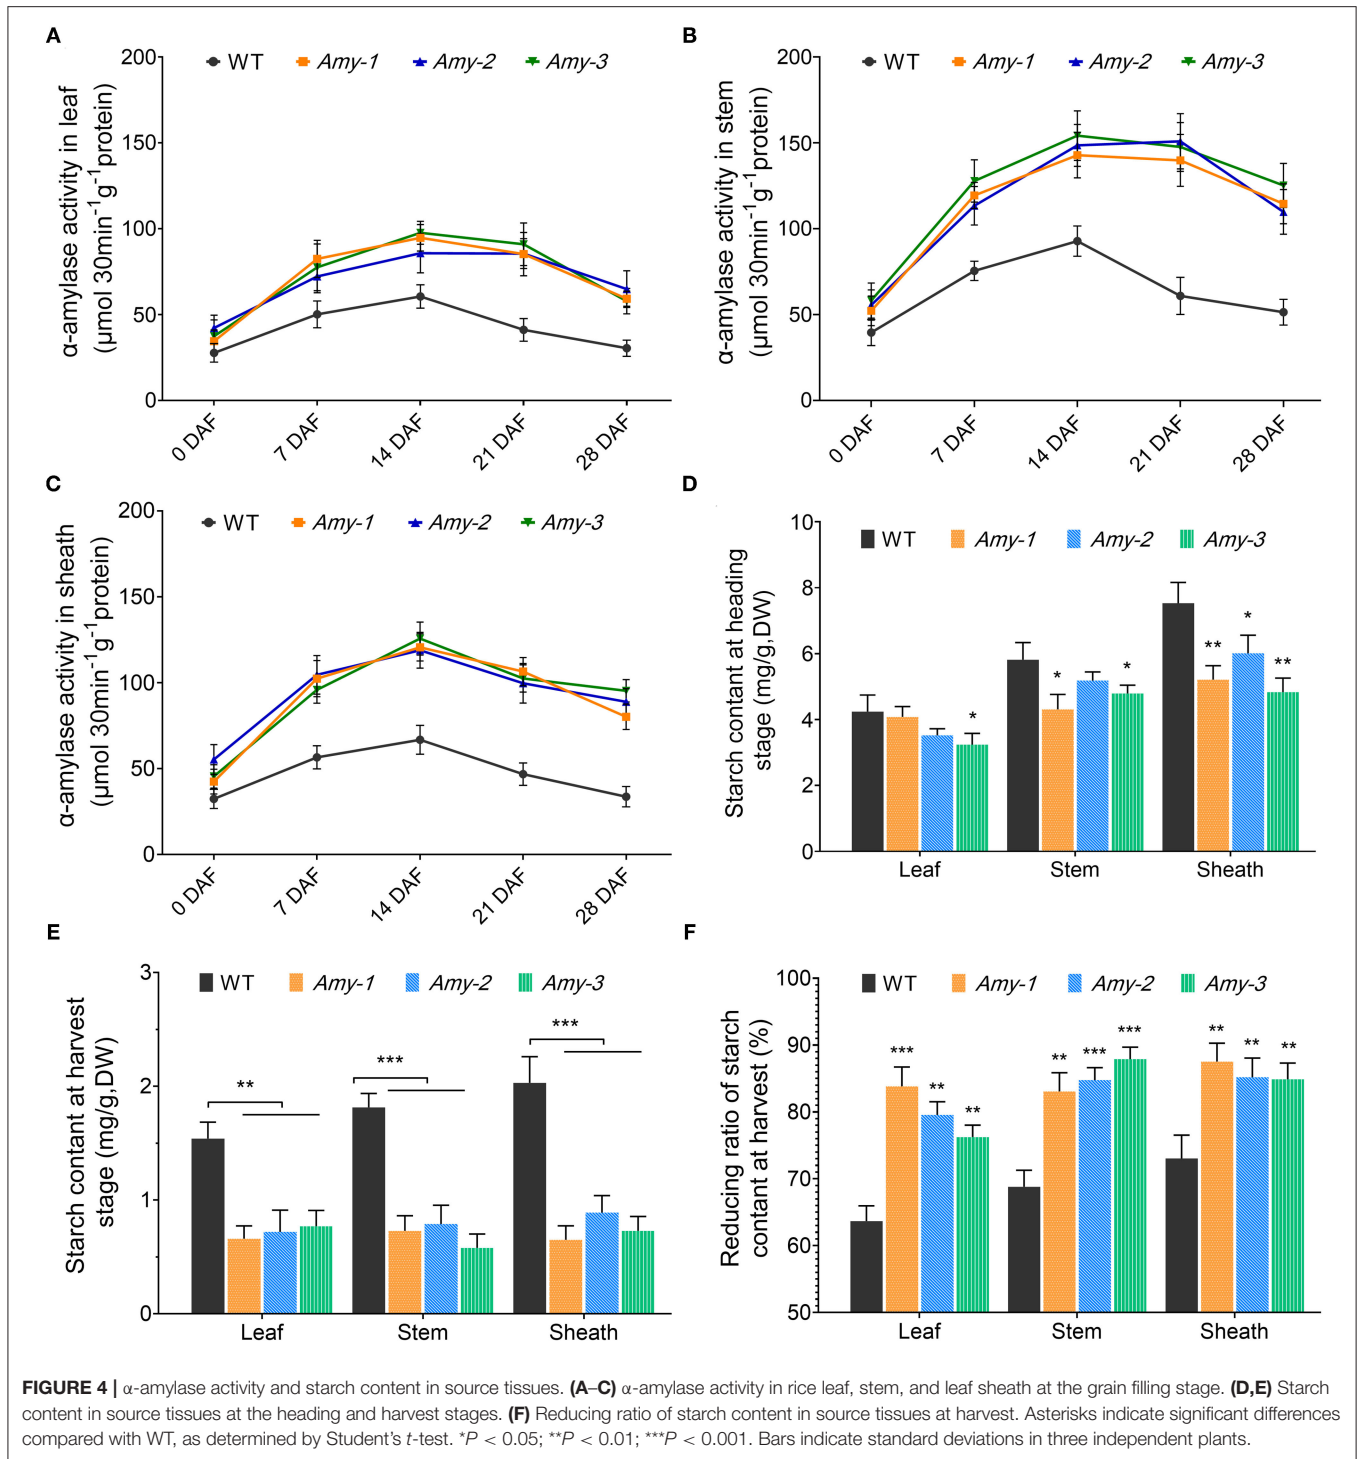 A
WT Amy-1 Amy-2 Amy-3
α-amylase activity in leaf
(μmol 30min⁻¹g⁻¹protein)
200
150
100
50
0
0 DAF 7 DAF 14 DAF 21 DAF 28 DAF
B
WT Amy-1 Amy-2 Amy-3
α-amylase activity in stem
(μmol 30min⁻¹g⁻¹protein)
200
150
100
50
0
0 DAF 7 DAF 14 DAF 21 DAF 28 DAF
C
WT Amy-1 Amy-2 Amy-3
α-amylase activity in sheath
(μmol 30min⁻¹g⁻¹protein)
200
150
100
50
0
0 DAF 7 DAF 14 DAF 21 DAF 28 DAF
D
WT Amy-1 Amy-2 Amy-3
Starch contant at heading
stage (mg/g,DW)
10
8
6
4
2
0
* * * ** * **
Leaf Stem Sheath
E
WT Amy-1 Amy-2 Amy-3
Starch contant at harvest
stage (mg/g,DW)
3
2
1
0
** *** ***
Leaf Stem Sheath
F
WT Amy-1 Amy-2 Amy-3
Reducing ratio of starch
contant at harvest (%)
100
90
80
70
60
50
*** ** ** ** *** *** ** ** **
Leaf Stem Sheath
FIGURE 4 | α-amylase activity and starch content in source tissues. (A–C) α-amylase activity in rice leaf, stem, and leaf sheath at the grain filling stage. (D,E) Starch
content in source tissues at the heading and harvest stages. (F) Reducing ratio of starch content in source tissues at harvest. Asterisks indicate significant differences
compared with WT, as determined by Student's t-test. *P < 0.05; **P < 0.01; ***P < 0.001. Bars indicate standard deviations in three independent plants.